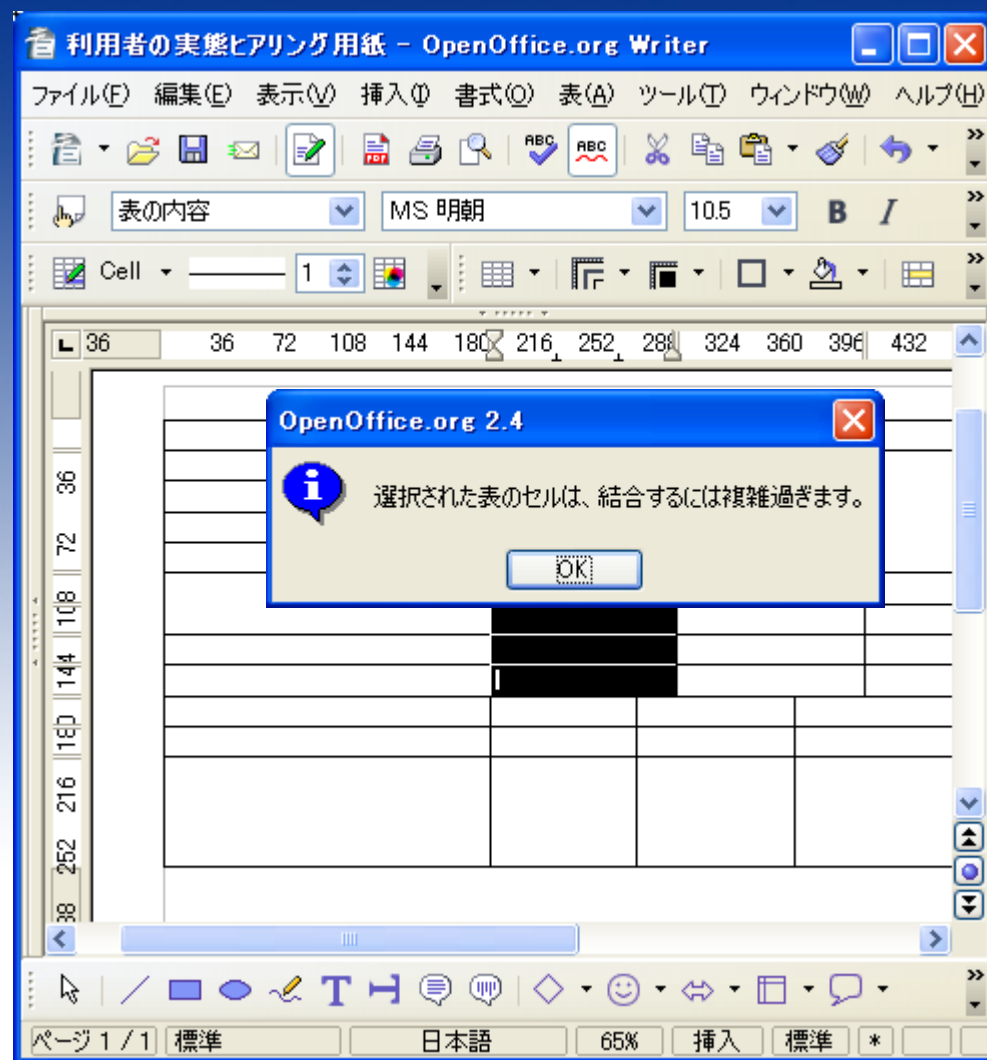 利用者の実態ヒアリング用紙 - OpenOffice.org Writer
ファイル(F) 編集(E) 表示(V) 挿入(I) 書式(O) 表(A) ツール(T) ウィンドウ(W) ヘルプ(H)
PDF ABC ABC
表の内容 MS 明朝 10.5 B I
Cell 1
36 36 72 108 144 180 216 252 288 324 360 396 432
OpenOffice.org 2.4
選択された表のセルは、結合するには複雑過ぎます。
OK
36
72
108
144
180
216
252
ページ 1 / 1 標準 日本語 65% 挿入 標準 *